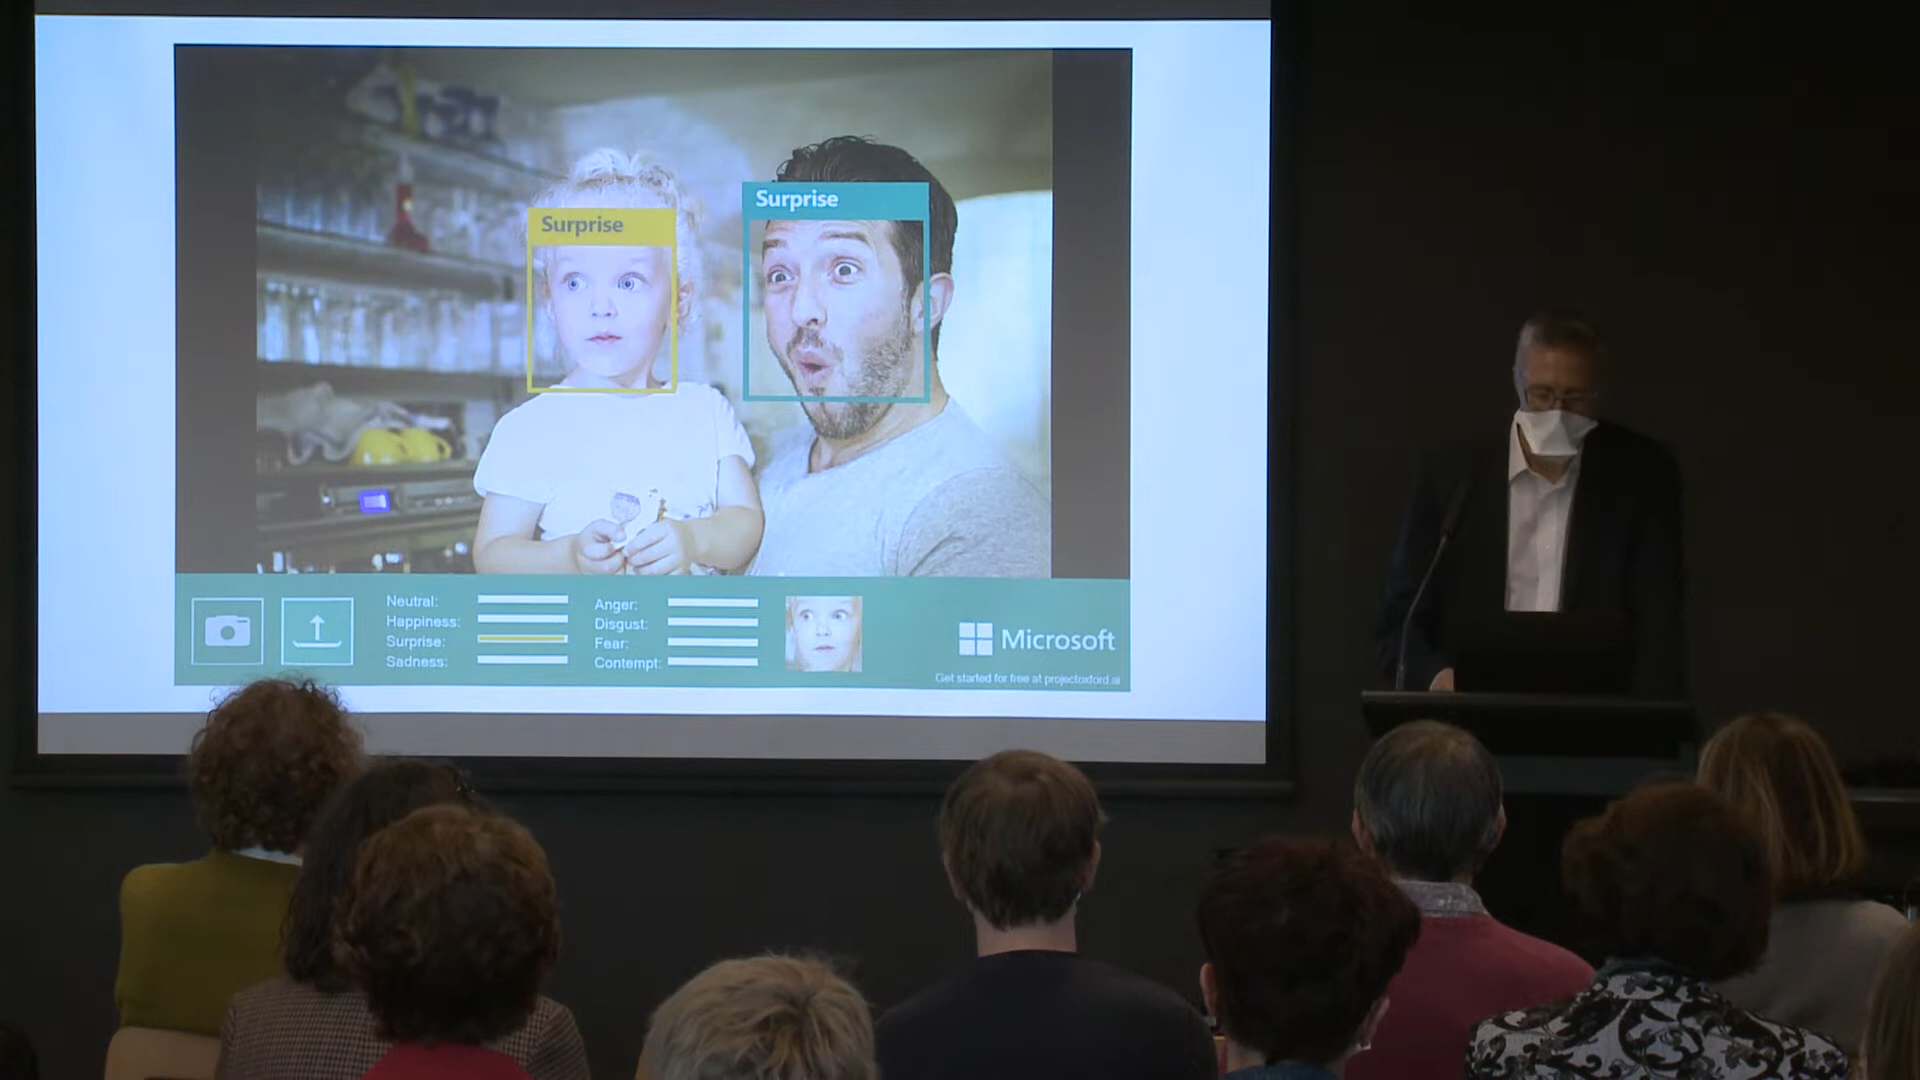 Surprise
Surprise
Neutral:
Happiness:
Surprise:
Sadness:
Anger:
Disgust:
Fear:
Contempt:
Microsoft
Get started for free at projectoxford.ai